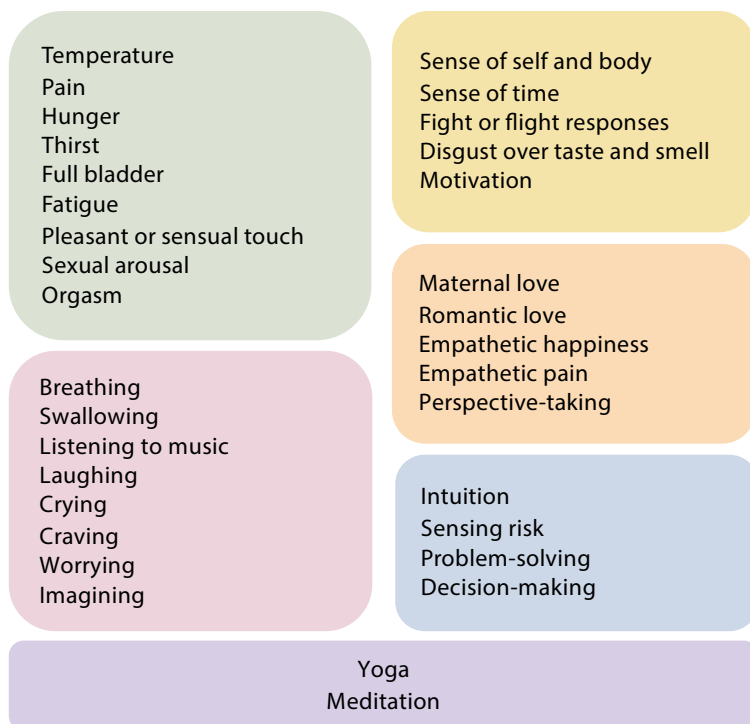 Temperature
Pain
Hunger
Thirst
Full bladder
Fatigue
Pleasant or sensual touch
Sexual arousal
Orgasm
Sense of self and body
Sense of time
Fight or flight responses
Disgust over taste and smell
Motivation
Maternal love
Romantic love
Empathetic happiness
Empathetic pain
Perspective-taking
Breathing
Swallowing
Listening to music
Laughing
Crying
Craving
Worrying
Imagining
Intuition
Sensing risk
Problem-solving
Decision-making
Yoga
Meditation